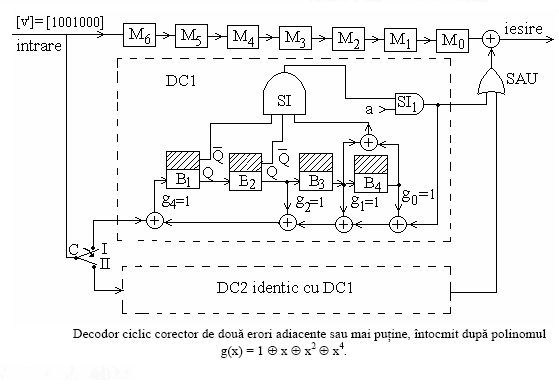 [v']= [1001000]
intrare
M6 M5 M4 M3 M2 M1 M0
iesire
DC1
SI
a
SI1
SAU
Q̄ Q̄
B1 Q B2 Q B3 B4
g4=1 g2=1 g1=1 g0=1
C I
II
DC2 identic cu DC1
Decodor ciclic corector de două erori adiacente sau mai puține, întocmit după polinomul
g(x) = 1 ⊕ x ⊕ x² ⊕ x⁴.